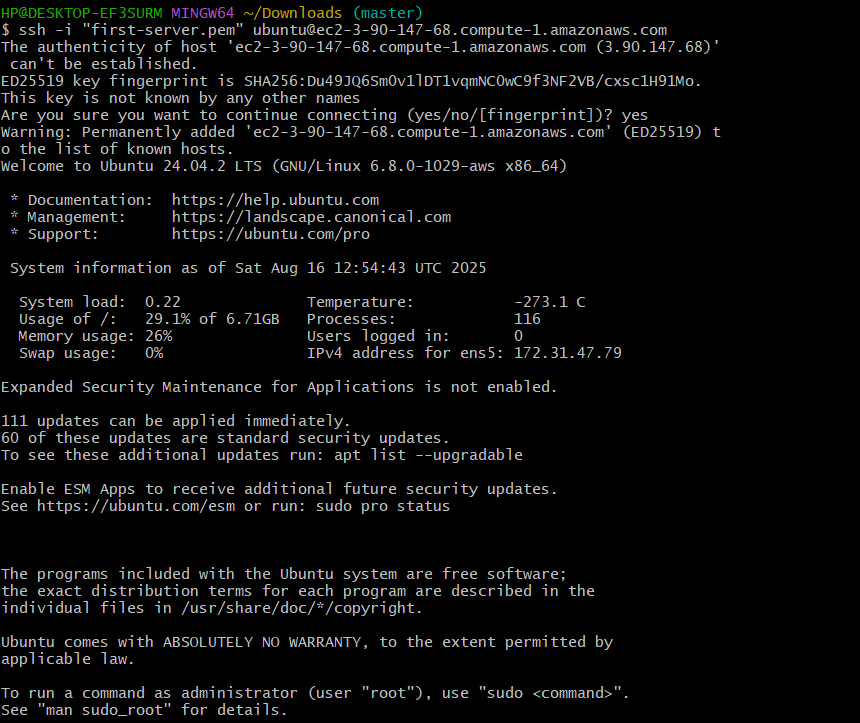 HP@DESKTOP-EF3SURM MINGW64 ~/Downloads (master)
$ ssh -i "first-server.pem" ubuntu@ec2-3-90-147-68.compute-1.amazonaws.com
The authenticity of host 'ec2-3-90-147-68.compute-1.amazonaws.com (3.90.147.68)'
 can't be established.
ED25519 key fingerprint is SHA256:Du49JQ6SmOv1lDT1vqmNCOwC9f3NF2VB/cxsc1H91Mo.
This key is not known by any other names
Are you sure you want to continue connecting (yes/no/[fingerprint])? yes
Warning: Permanently added 'ec2-3-90-147-68.compute-1.amazonaws.com' (ED25519) t
o the list of known hosts.
Welcome to Ubuntu 24.04.2 LTS (GNU/Linux 6.8.0-1029-aws x86_64)

 * Documentation:  https://help.ubuntu.com
 * Management:     https://landscape.canonical.com
 * Support:        https://ubuntu.com/pro

 System information as of Sat Aug 16 12:54:43 UTC 2025

  System load:  0.22               Temperature:           -273.1 C
  Usage of /:   29.1% of 6.71GB   Processes:             116
  Memory usage: 26%               Users logged in:       0
  Swap usage:   0%                IPv4 address for ens5: 172.31.47.79

Expanded Security Maintenance for Applications is not enabled.

111 updates can be applied immediately.
60 of these updates are standard security updates.
To see these additional updates run: apt list --upgradable

Enable ESM Apps to receive additional future security updates.
See https://ubuntu.com/esm or run: sudo pro status

The programs included with the Ubuntu system are free software;
the exact distribution terms for each program are described in the
individual files in /usr/share/doc/*/copyright.

Ubuntu comes with ABSOLUTELY NO WARRANTY, to the extent permitted by
applicable law.

To run a command as administrator (user "root"), use "sudo <command>".
See "man sudo_root" for details.